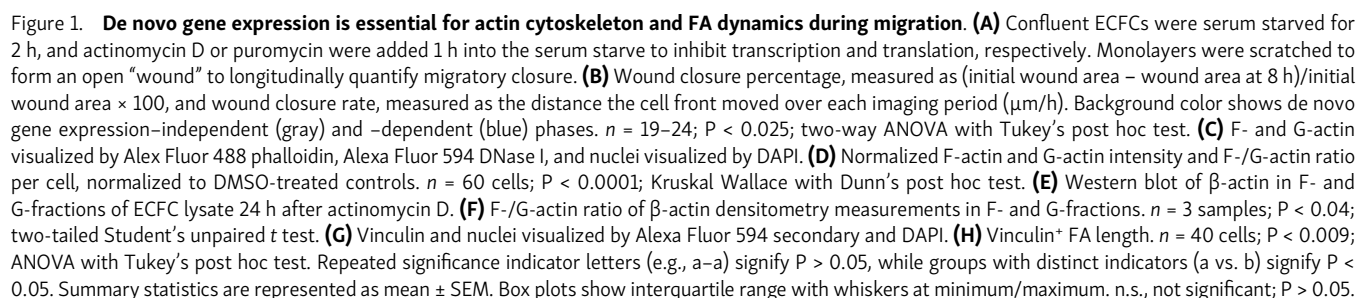 Figure 1. De novo gene expression is essential for actin cytoskeleton and FA dynamics during migration. (A) Confluent ECFCs were serum starved for
2 h, and actinomycin D or puromycin were added 1 h into the serum starve to inhibit transcription and translation, respectively. Monolayers were scratched to
form an open “wound” to longitudinally quantify migratory closure. (B) Wound closure percentage, measured as (initial wound area – wound area at 8 h)/initial
wound area × 100, and wound closure rate, measured as the distance the cell front moved over each imaging period (µm/h). Background color shows de novo
gene expression–independent (gray) and –dependent (blue) phases. n = 19–24; P < 0.025; two-way ANOVA with Tukey’s post hoc test. (C) F- and G-actin
visualized by Alex Fluor 488 phalloidin, Alexa Fluor 594 DNase I, and nuclei visualized by DAPI. (D) Normalized F-actin and G-actin intensity and F-/G-actin ratio
per cell, normalized to DMSO-treated controls. n = 60 cells; P < 0.0001; Kruskal Wallace with Dunn’s post hoc test. (E) Western blot of β-actin in F- and
G-fractions of ECFC lysate 24 h after actinomycin D. (F) F-/G-actin ratio of β-actin densitometry measurements in F- and G-fractions. n = 3 samples; P < 0.04;
two-tailed Student’s unpaired t test. (G) Vinculin and nuclei visualized by Alexa Fluor 594 secondary and DAPI. (H) Vinculin⁺ FA length. n = 40 cells; P < 0.009;
ANOVA with Tukey’s post hoc test. Repeated significance indicator letters (e.g., a–a) signify P > 0.05, while groups with distinct indicators (a vs. b) signify P <
0.05. Summary statistics are represented as mean ± SEM. Box plots show interquartile range with whiskers at minimum/maximum. n.s., not significant; P > 0.05.